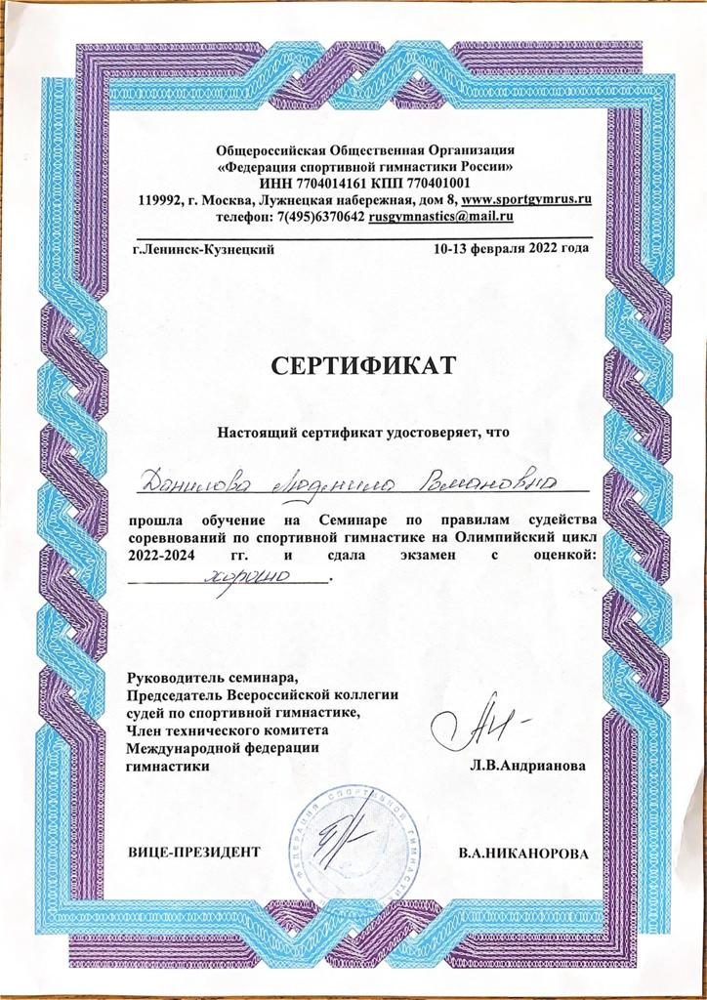 Общероссийская Общественная Организация
«Федерация спортивной гимнастики России»
ИНН 7704014161 КПП 770401001
119992, г. Москва, Лужнецкая набережная, дом 8, www.sportgymrus.ru
телефон: 7(495)6370642 rusgymnastics@mail.ru
г.Ленинск-Кузнецкий 10-13 февраля 2022 года
СЕРТИФИКАТ
Настоящий сертификат удостоверяет, что
Данилова Людмила Романовна
прошла обучение на Семинаре по правилам судейства
соревнований по спортивной гимнастике на Олимпийский цикл
2022-2024 гг. и сдала экзамен с оценкой:
хорошо.
Руководитель семинара,
Председатель Всероссийской коллегии
судей по спортивной гимнастике,
Член технического комитета
Международной федерации
гимнастики Л.В.Андрианова
ФЕДЕРАЦИЯ СПОРТИВНОЙ ГИМНАСТИ
ВИЦЕ-ПРЕЗИДЕНТ В.А.НИКАНОРОВА